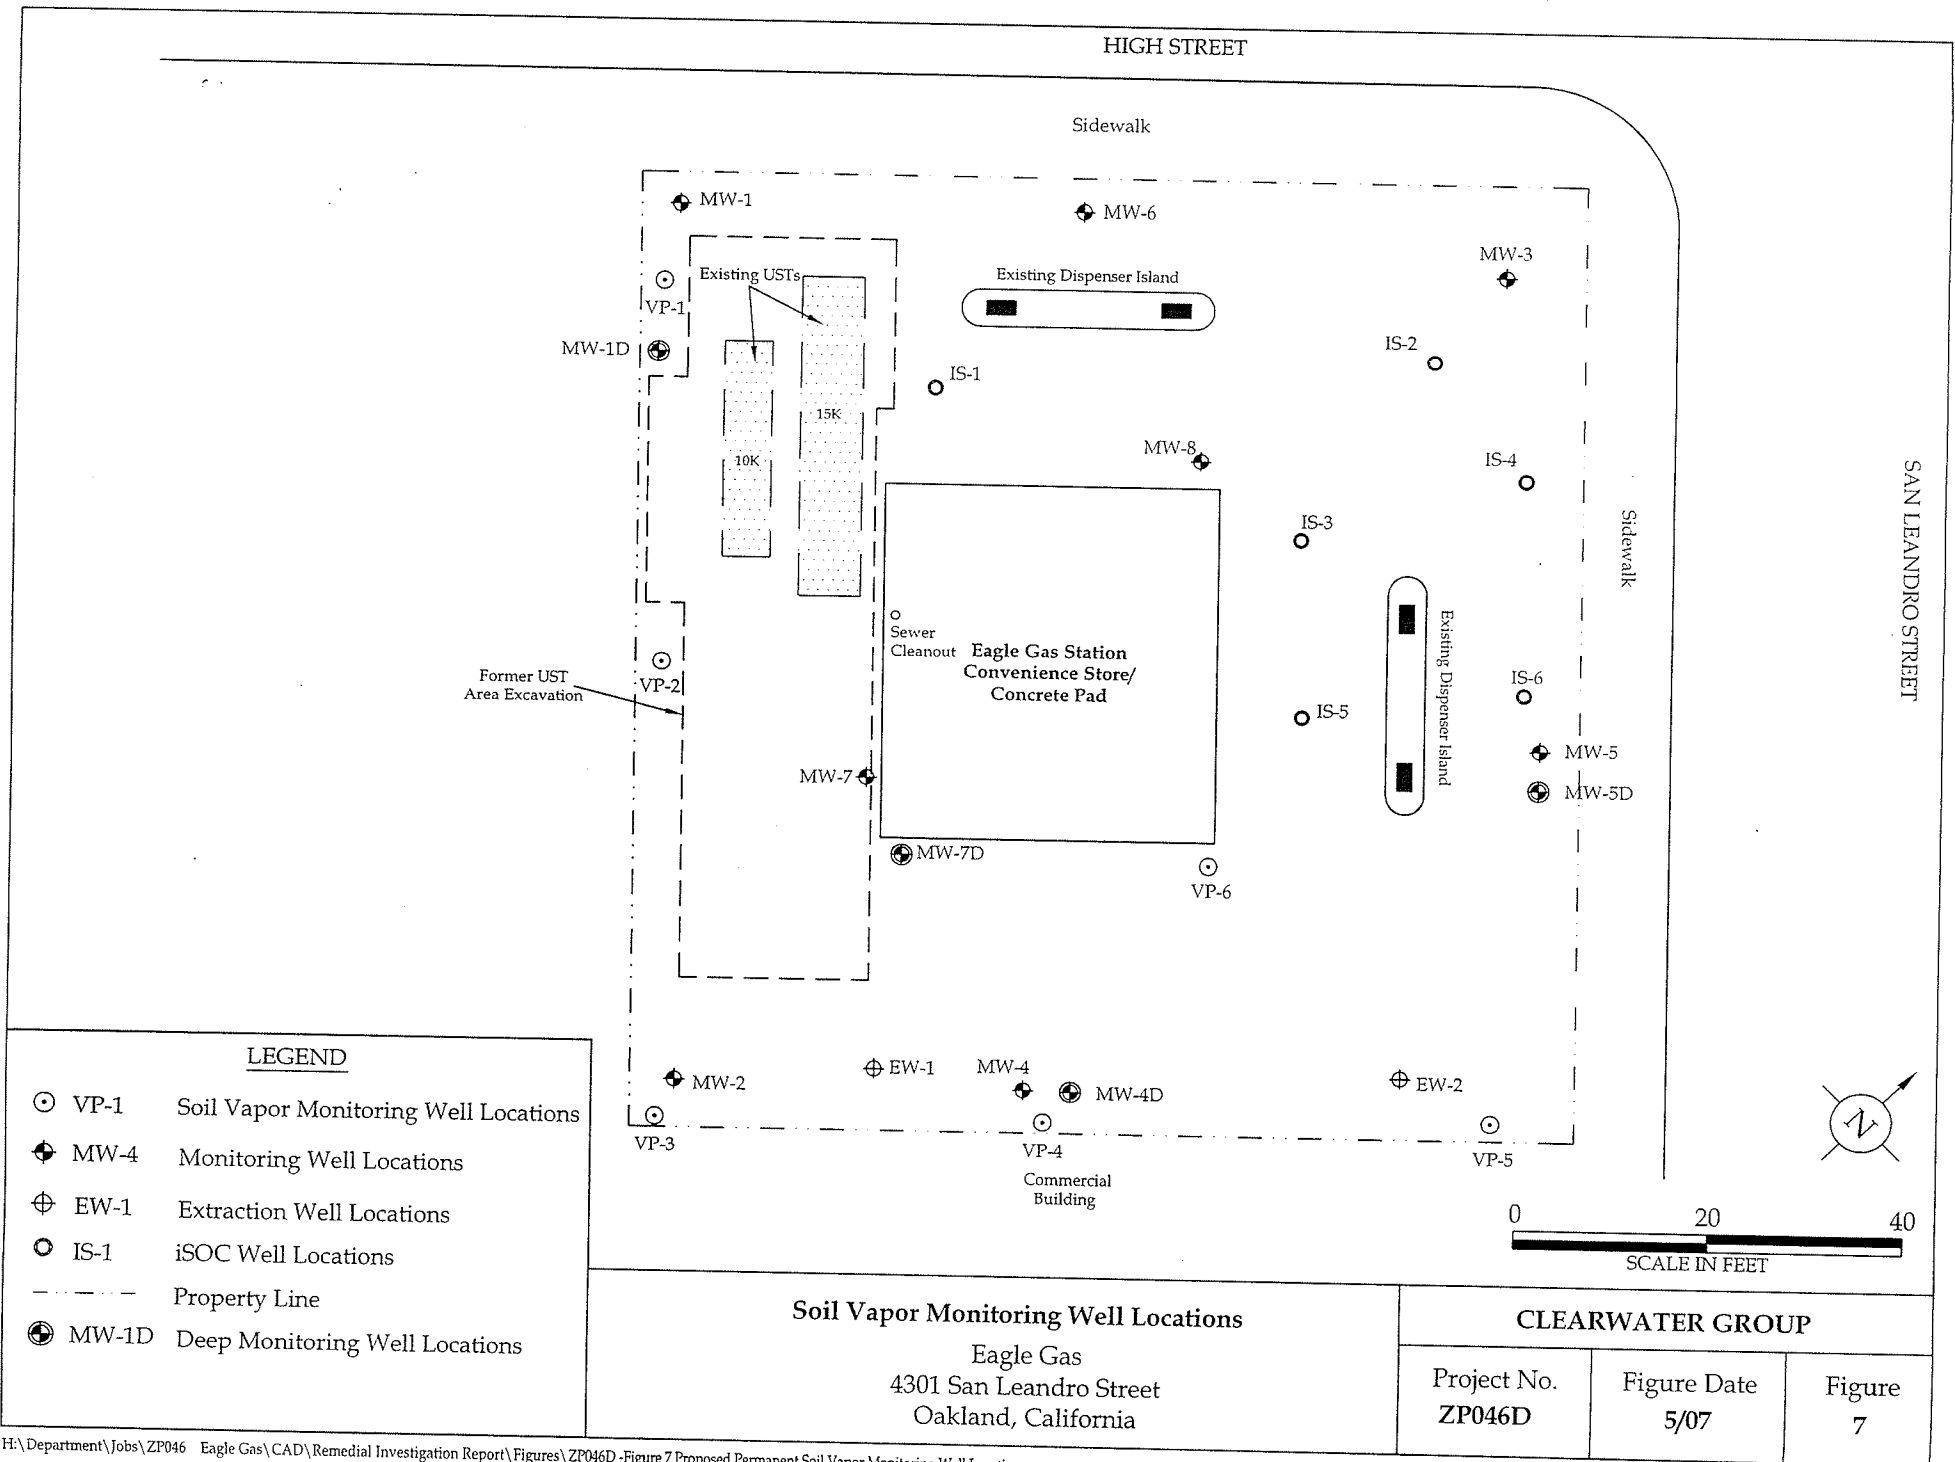 HIGH STREET
Sidewalk
MW-1
MW-6
MW-3
VP-1
Existing USTs
Existing Dispenser Island
MW-1D
IS-1
IS-2
15K
10K
MW-8
IS-4
IS-3
Sidewalk
SAN LEANDRO STREET
Sewer
Cleanout
Eagle Gas Station
Convenience Store/
Concrete Pad
Former UST
Area Excavation
VP-2
Existing Dispenser Island
IS-6
IS-5
MW-5
MW-5D
MW-7
MW-7D
VP-6
MW-2
EW-1
MW-4
MW-4D
EW-2
VP-3
VP-4
VP-5
Commercial
Building
N
0 20 40
SCALE IN FEET
LEGEND
VP-1 Soil Vapor Monitoring Well Locations
MW-4 Monitoring Well Locations
EW-1 Extraction Well Locations
IS-1 iSOC Well Locations
Property Line
MW-1D Deep Monitoring Well Locations
Soil Vapor Monitoring Well Locations
Eagle Gas
4301 San Leandro Street
Oakland, California
CLEARWATER GROUP
Project No.
ZP046D
Figure Date
5/07
Figure
7
H:\Department\Jobs\ZP046 Eagle Gas\CAD\Remedial Investigation Report\Figures\ZP046D -Figure 7 Proposed Permanent Soil Vapor Monitoring Well